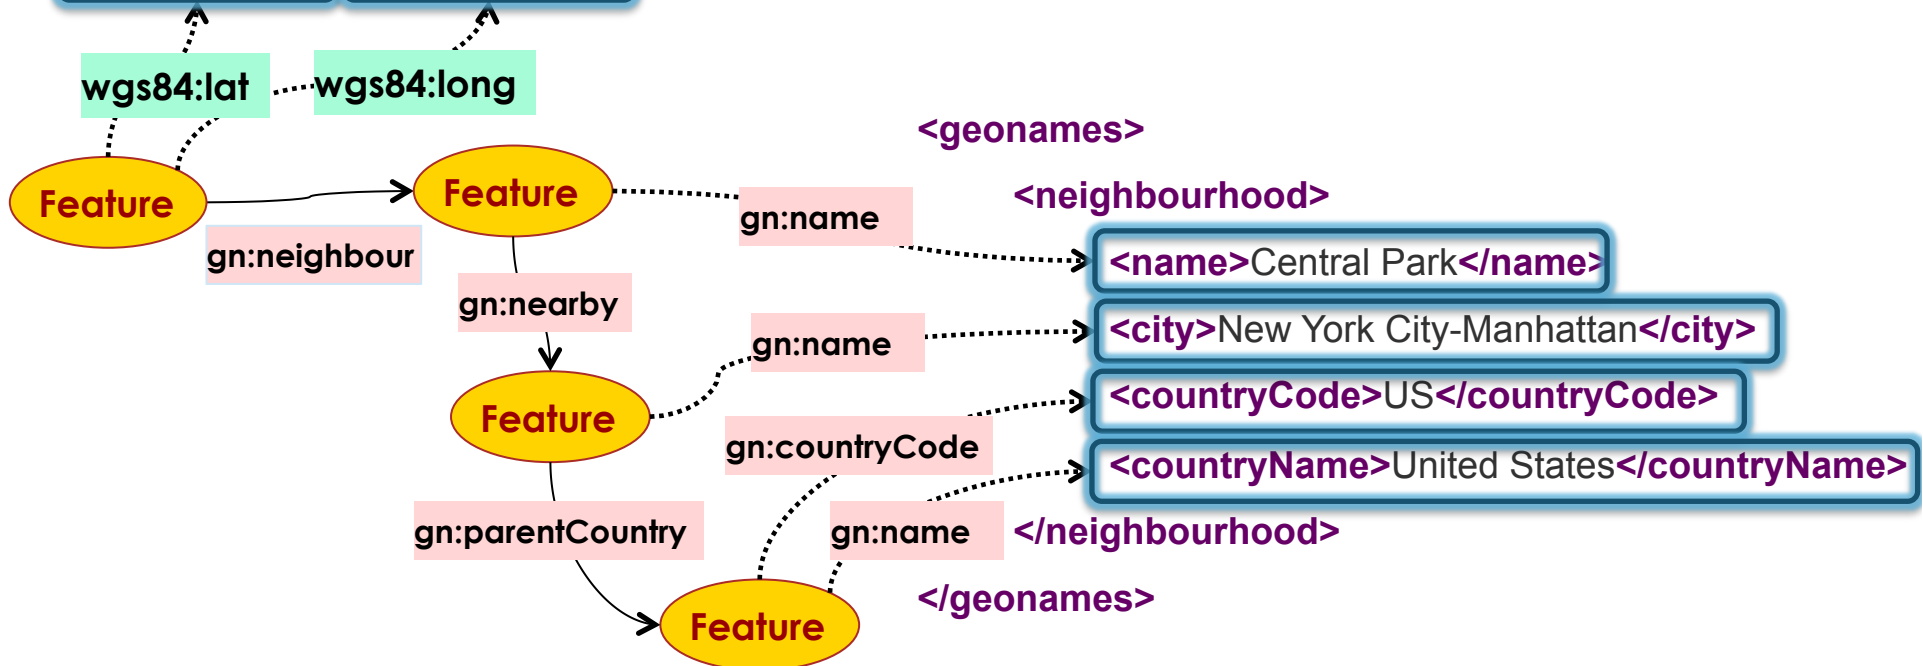 wgs84:lat
wgs84:long
<geonames>
Feature
Feature
<neighbourhood>
gn:name
gn:neighbour
<name>Central Park</name>
gn:nearby
gn:name
<city>New York City-Manhattan</city>
Feature
<countryCode>US</countryCode>
gn:countryCode
<countryName>United States</countryName>
gn:parentCountry
gn:name
</neighbourhood>
</geonames>
Feature